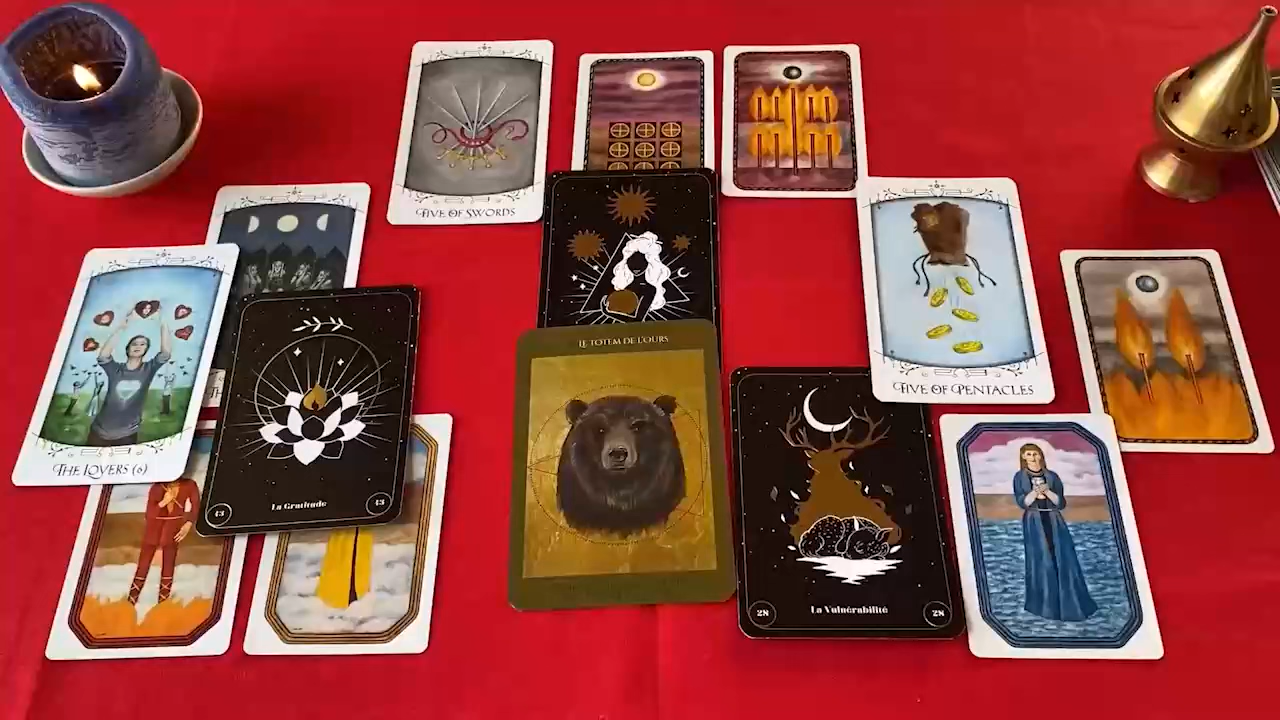 FIVE OF SWORDS
FIVE OF PENTACLES
THE LOVERS (6)
LE TOTEM DE L'OURS
43
La Gratitude
43
28
La Vulnérabilité
28